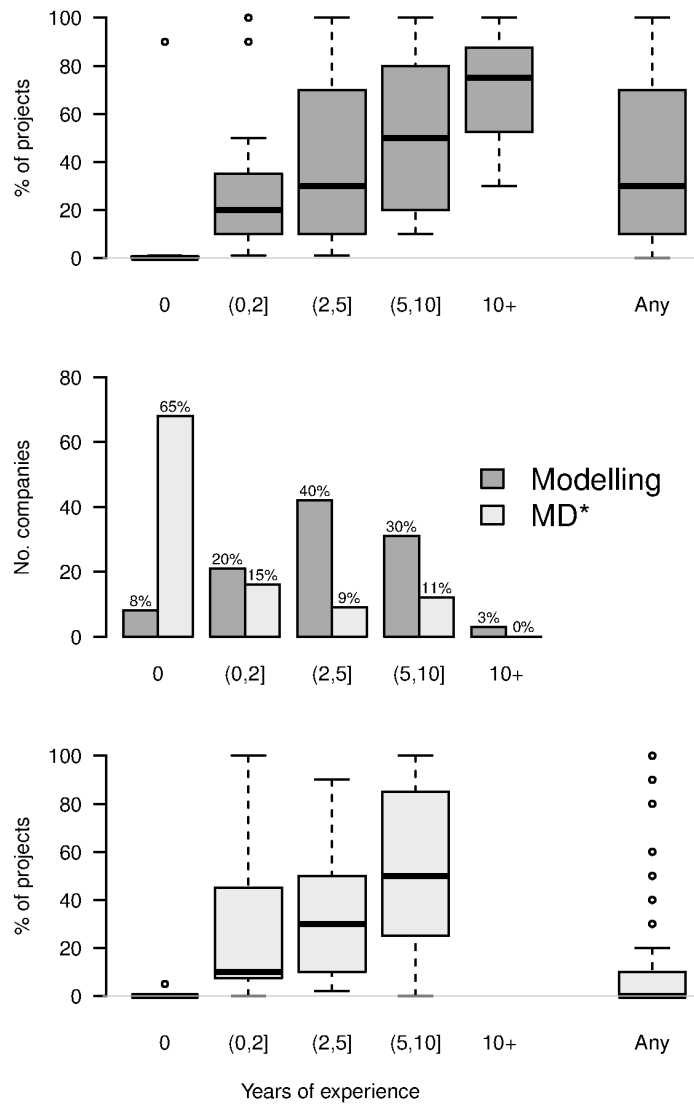 100
80
60
40
20
0
% of projects
0 (0,2] (2,5] (5,10] 10+ Any
80
60
40
20
0
No. companies
8% 65% 20% 15% 40% 9% 30% 11% 3% 0%
Modelling
MD*
0 (0,2] (2,5] (5,10] 10+
100
80
60
40
20
0
% of projects
0 (0,2] (2,5] (5,10] 10+ Any
Years of experience